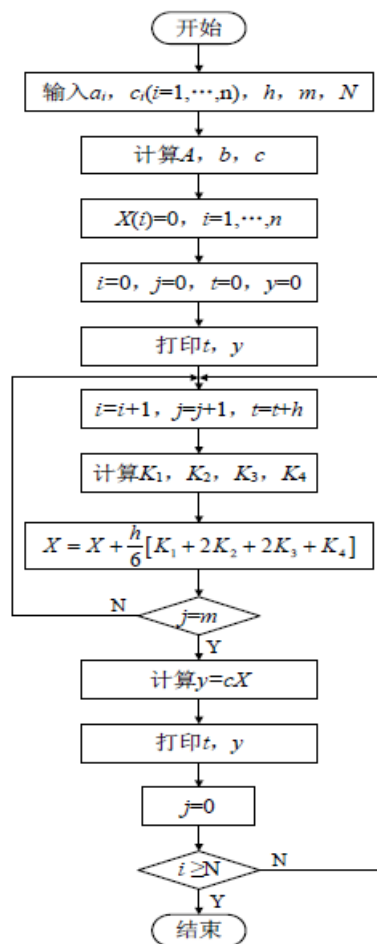 开始
输入aᵢ，cᵢ(i=1,⋯,n)，h，m，N
计算A，b，c
X(i)=0，i=1,⋯,n
i=0，j=0，t=0，y=0
打印t，y
i=i+1，j=j+1，t=t+h
计算K₁，K₂，K₃，K₄
X = X + h/6[K₁ + 2K₂ + 2K₃ + K₄]
N
j=m
Y
计算y=cX
打印t，y
j=0
i ≥N
N
Y
结束